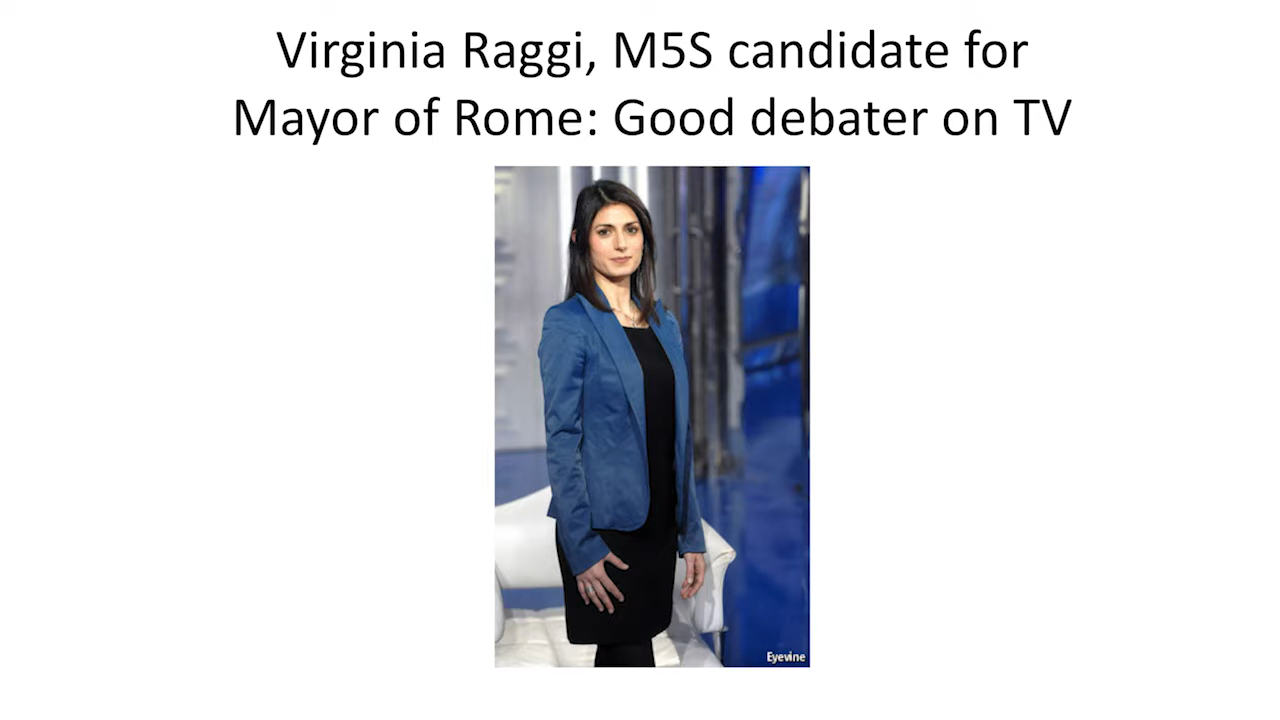 Virginia Raggi, M5S candidate for
Mayor of Rome: Good debater on TV
Eyevine